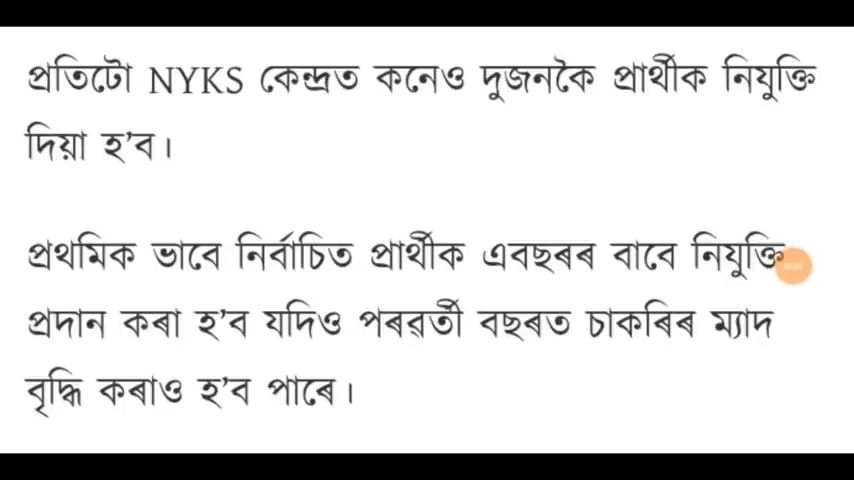 প্ৰতিটো NYKS কেন্দ্ৰত কনেও দুজনকৈ প্ৰাৰ্থীক নিযুক্তি
দিয়া হ'ব।
প্ৰথমিক ভাবে নিৰ্বাচিত প্ৰাৰ্থীক এবছৰৰ বাবে নিযুক্তি
প্ৰদান কৰা হ'ব যদিও পৰৱৰ্তী বছৰত চাকৰিৰ ম্যাদ
বৃদ্ধি কৰাও হ'ব পাৰে।